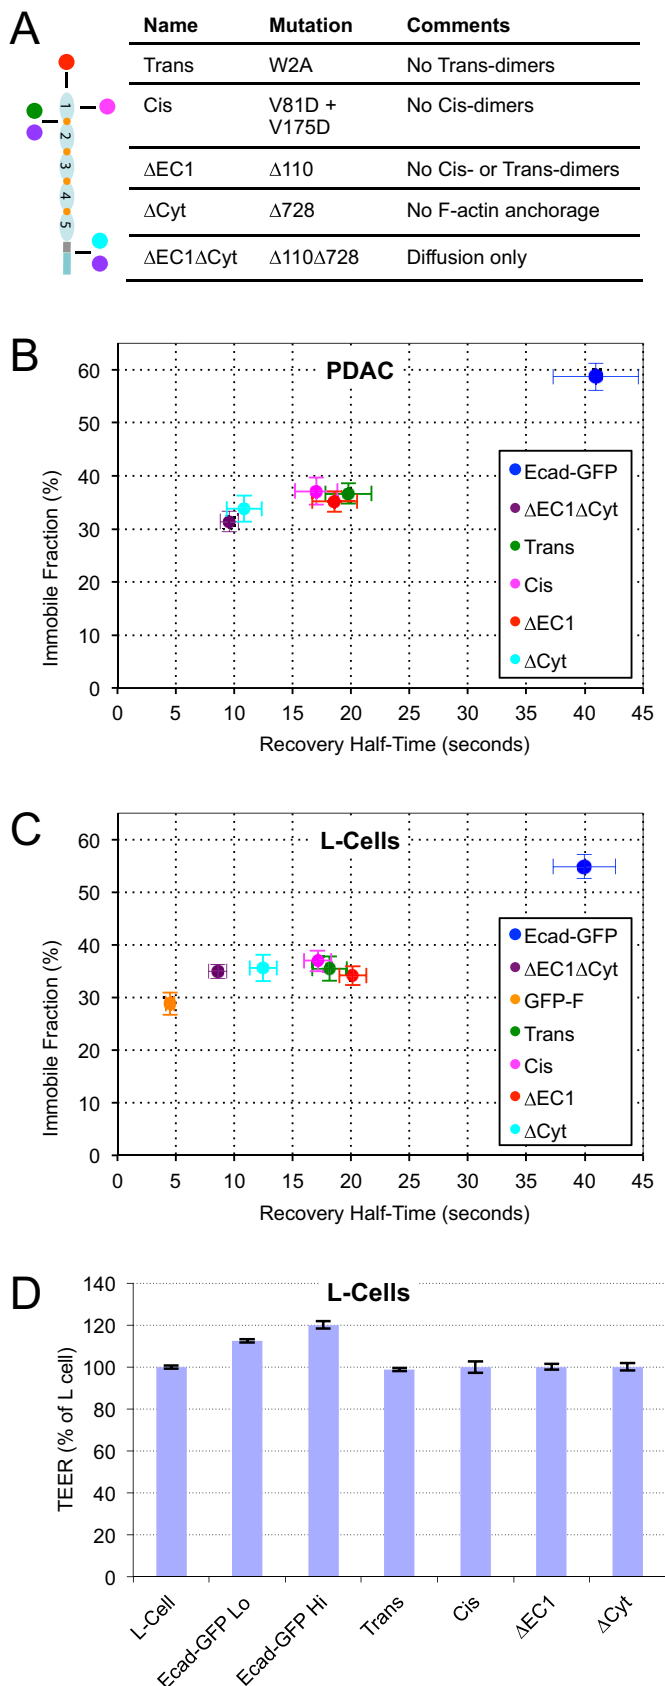 A
Name Mutation Comments
Trans W2A No Trans-dimers
Cis V81D + No Cis-dimers
V175D
ΔEC1 Δ110 No Cis- or Trans-dimers
ΔCyt Δ728 No F-actin anchorage
ΔEC1ΔCyt Δ110Δ728 Diffusion only
1
2
3
4
5
B
PDAC
Immobile Fraction (%)
60
50
40
30
20
10
0
Ecad-GFP
ΔEC1ΔCyt
Trans
Cis
ΔEC1
ΔCyt
0 5 10 15 20 25 30 35 40 45
Recovery Half-Time (seconds)
C
L-Cells
Immobile Fraction (%)
60
50
40
30
20
10
0
Ecad-GFP
ΔEC1ΔCyt
GFP-F
Trans
Cis
ΔEC1
ΔCyt
0 5 10 15 20 25 30 35 40 45
Recovery Half-Time (seconds)
D
L-Cells
TEER (% of L cell)
140
120
100
80
60
40
20
0
L-Cell
Ecad-GFP Lo
Ecad-GFP Hi
Trans
Cis
ΔEC1
ΔCyt